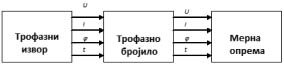 U
U
Трофазни
извор
I
Трофазно
бројило
I
Мерна
опрема
φ
φ
t
t